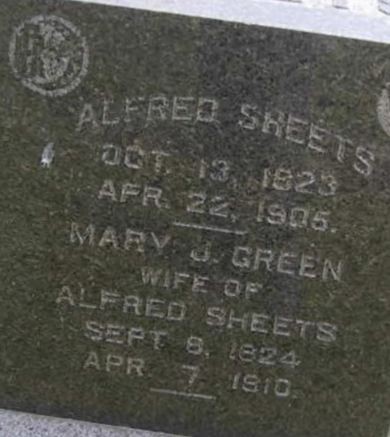 ALFRED SHEETS
OCT. 13, 1823
APR. 22, 1905.
MARY J. GREEN
WIFE OF
ALFRED SHEETS
SEPT. 6, 1824
APR. 7, 1910.